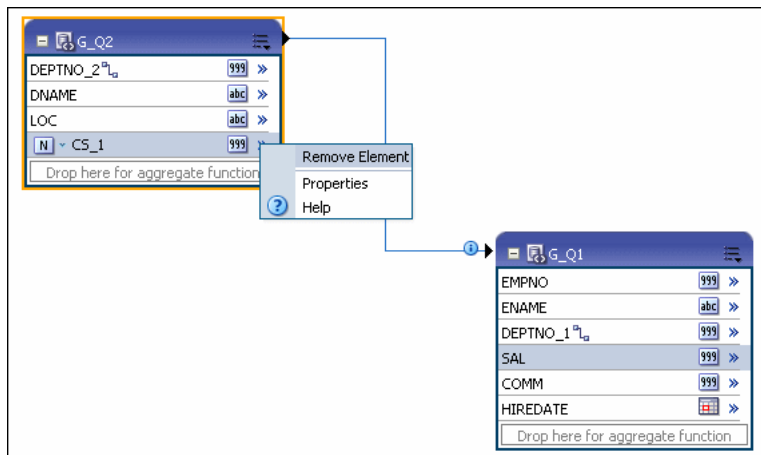 G_Q2
DEPTNO_2 999
DNAME abc
LOC abc
N CS_1 999
Drop here for aggregate function
Remove Element
Properties
? Help
i
G_Q1
EMPNO 999
ENAME abc
DEPTNO_1 999
SAL 999
COMM 999
HIREDATE
Drop here for aggregate function